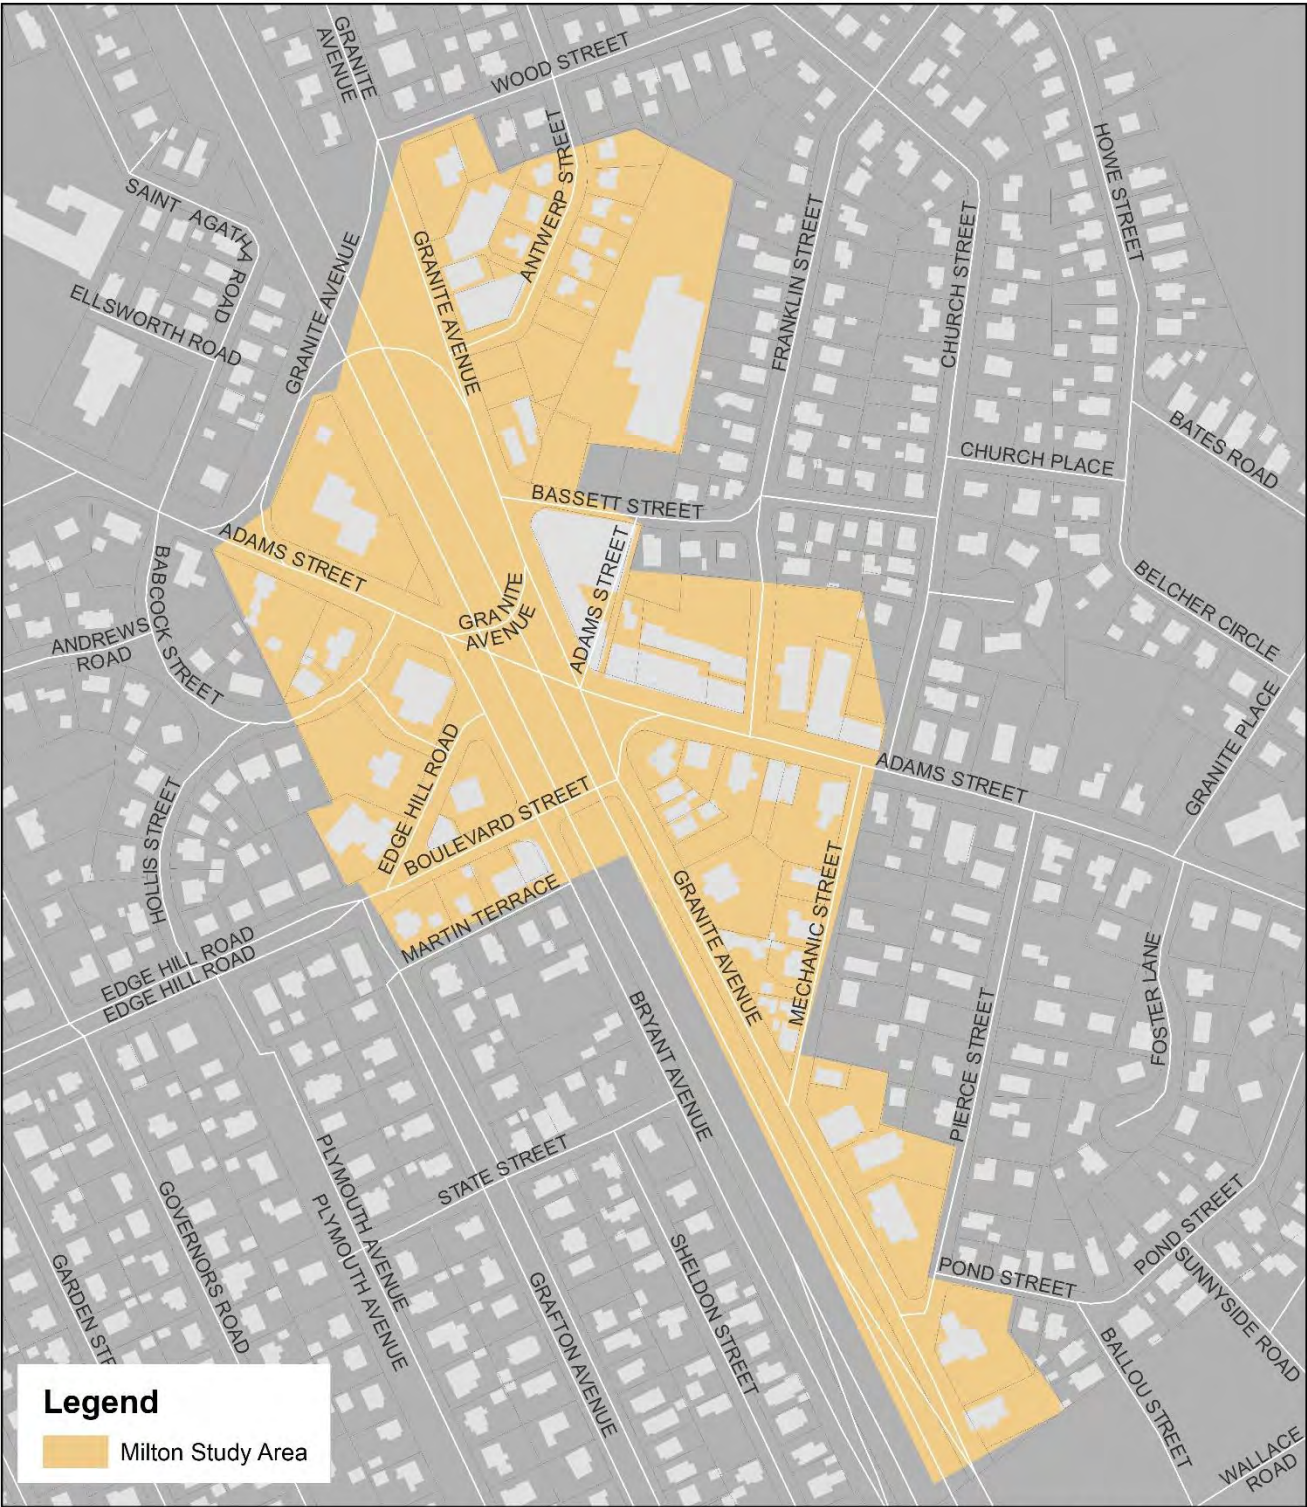 GRANITE
AVENUE
WOOD STREET
ANTWERP STREET
HOWE STREET
SAINT AGATHA ROAD
GRANITE AVENUE
GRANITE AVENUE
FRANKLIN STREET
CHURCH STREET
ELLSWORTH ROAD
BATES ROAD
CHURCH PLACE
BASSETT STREET
ADAMS STREET
ADAMS STREET
GRANITE
AVENUE
BABCOCK STREET
ANDREWS
ROAD
BELCHER CIRCLE
GRANITE PLACE
EDGE HILL ROAD
BOULEVARD STREET
ADAMS STREET
HOLLIS STREET
MARTIN TERRACE
GRANITE AVENUE
MECHANIC STREET
EDGE HILL ROAD
EDGE HILL ROAD
FOSTER LANE
BRYANT AVENUE
PIERCE STREET
STATE STREET
PLYMOUTH AVENUE
PLYMOUTH AVENUE
GOVERNORS ROAD
GARDEN STR
GRAFTON AVENUE
SHELDON STREET
POND STREET
POND STREET
SUNNYSIDE ROAD
BALLOU STREET
WALLACE
ROAD
Legend
Milton Study Area